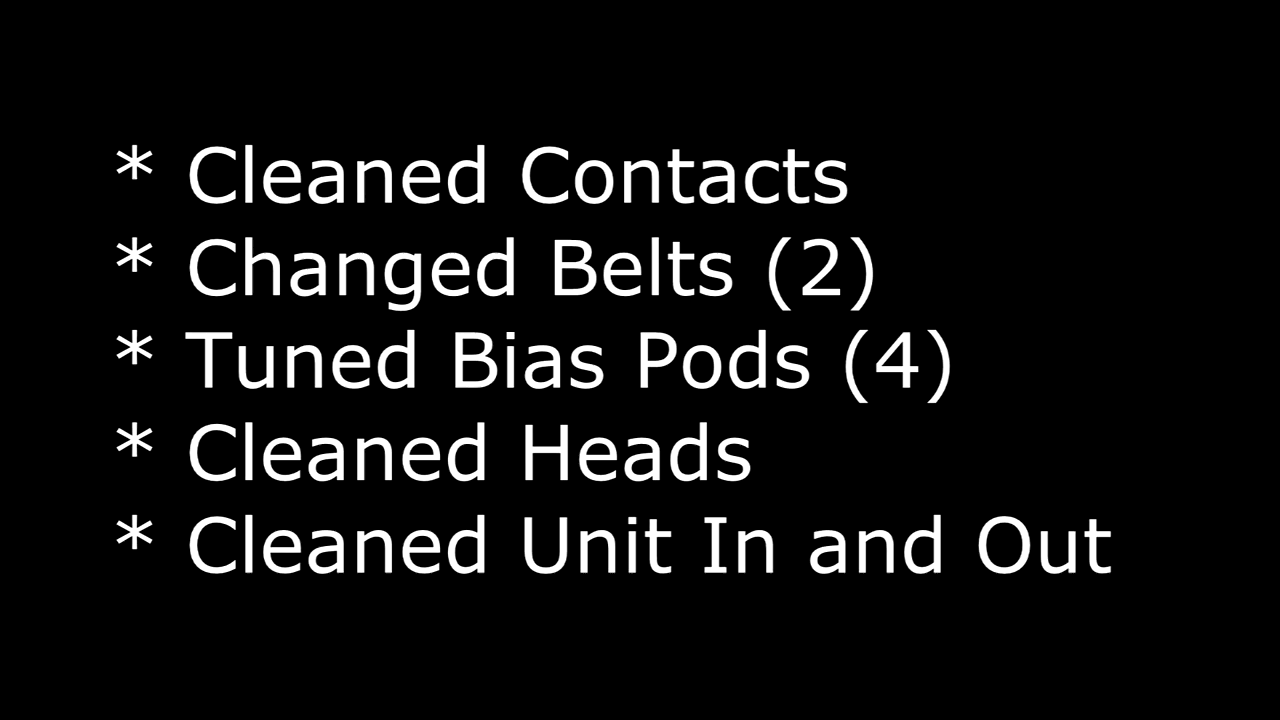 * Cleaned Contacts
* Changed Belts (2)
* Tuned Bias Pods (4)
* Cleaned Heads
* Cleaned Unit In and Out